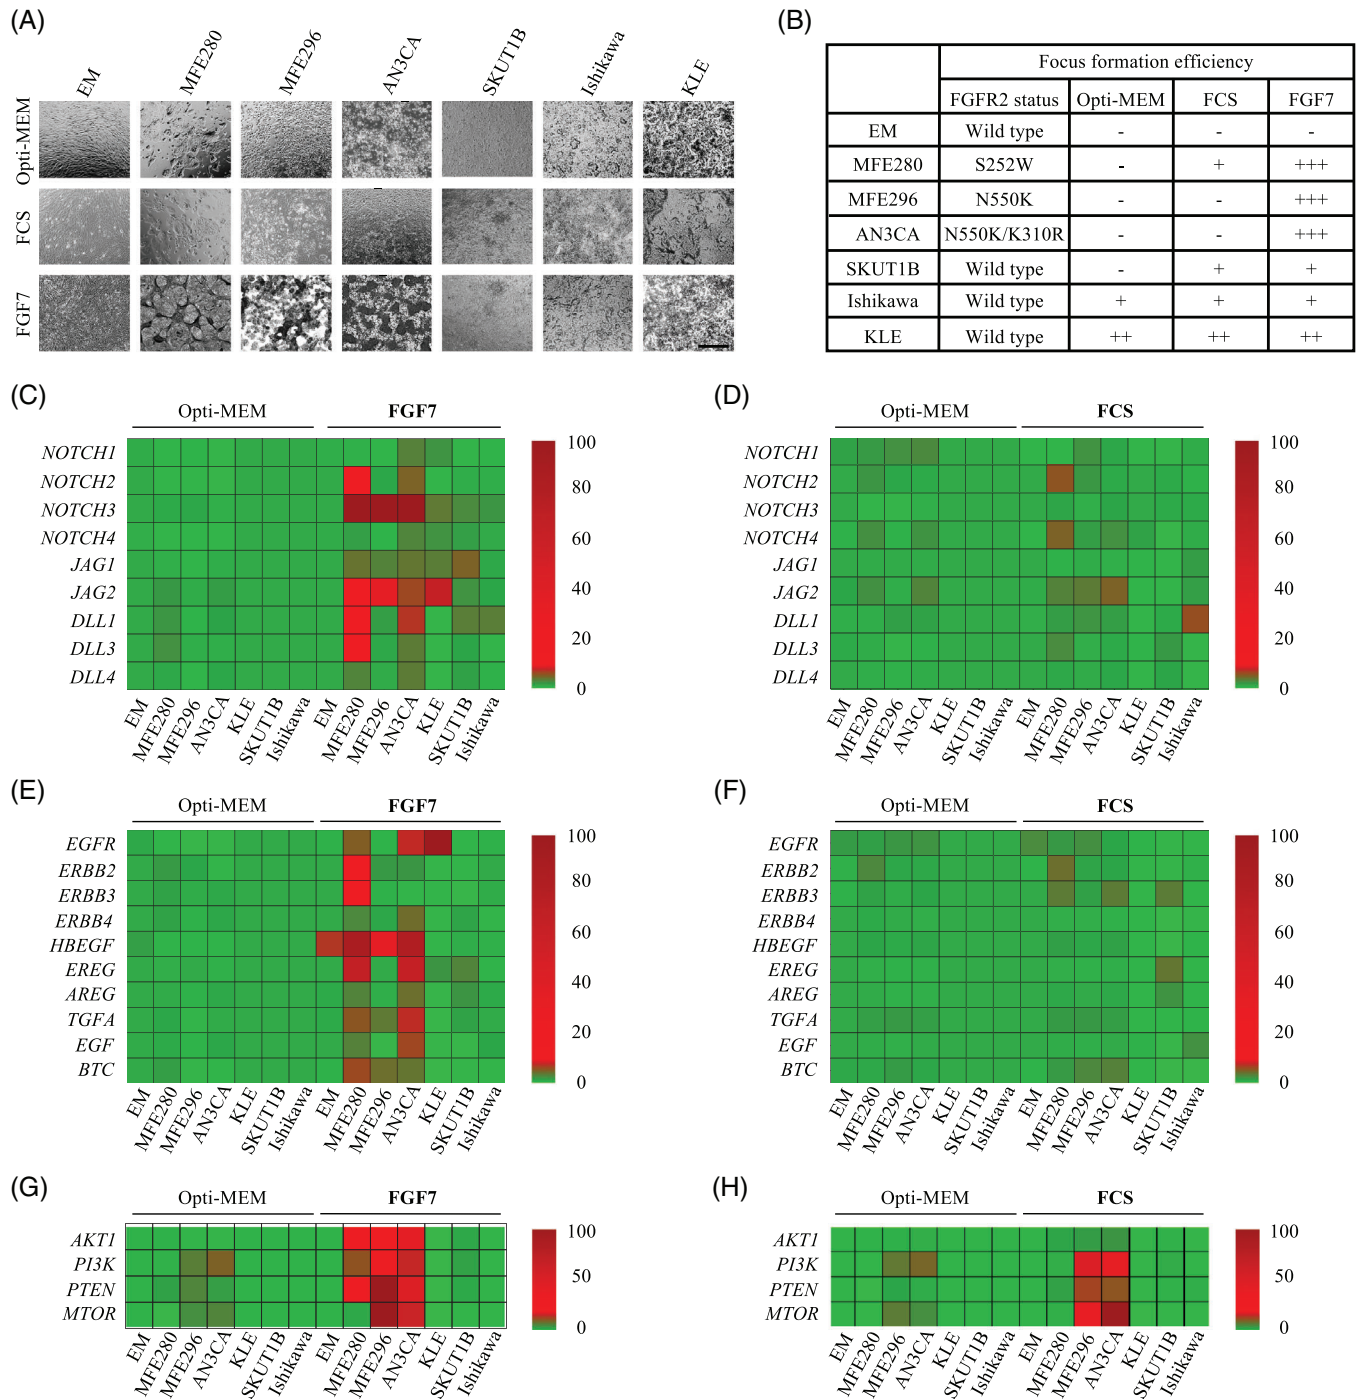 (A)
EM MFE280 MFE296 AN3CA SKUT1B Ishikawa KLE
Opti-MEM
FCS
FGF7
(B)
Focus formation efficiency
FGFR2 status Opti-MEM FCS FGF7
EM Wild type - - -
MFE280 S252W - + +++
MFE296 N550K - - +++
AN3CA N550K/K310R - - +++
SKUT1B Wild type - + +
Ishikawa Wild type + + +
KLE Wild type ++ ++ ++
(C)
Opti-MEM FGF7
NOTCH1
NOTCH2
NOTCH3
NOTCH4
JAG1
JAG2
DLL1
DLL3
DLL4
EM MFE280 MFE296 AN3CA KLE SKUT1B Ishikawa EM MFE280 MFE296 AN3CA KLE SKUT1B Ishikawa
100
80
60
40
20
0
(D)
Opti-MEM FCS
NOTCH1
NOTCH2
NOTCH3
NOTCH4
JAG1
JAG2
DLL1
DLL3
DLL4
EM MFE280 MFE296 AN3CA KLE SKUT1B Ishikawa EM MFE280 MFE296 AN3CA KLE SKUT1B Ishikawa
100
80
60
40
20
0
(E)
Opti-MEM FGF7
EGFR
ERBB2
ERBB3
ERBB4
HBEGF
EREG
AREG
TGFA
EGF
BTC
EM MFE280 MFE296 AN3CA KLE SKUT1B Ishikawa EM MFE280 MFE296 AN3CA KLE SKUT1B Ishikawa
100
80
60
40
20
0
(F)
Opti-MEM FCS
EGFR
ERBB2
ERBB3
ERBB4
HBEGF
EREG
AREG
TGFA
EGF
BTC
EM MFE280 MFE296 AN3CA KLE SKUT1B Ishikawa EM MFE280 MFE296 AN3CA KLE SKUT1B Ishikawa
100
80
60
40
20
0
(G)
Opti-MEM FGF7
AKT1
PI3K
PTEN
MTOR
EM MFE280 MFE296 AN3CA KLE SKUT1B Ishikawa EM MFE280 MFE296 AN3CA KLE SKUT1B Ishikawa
100
50
0
(H)
Opti-MEM FCS
AKT1
PI3K
PTEN
MTOR
EM MFE280 MFE296 AN3CA KLE SKUT1B Ishikawa EM MFE280 MFE296 AN3CA KLE SKUT1B Ishikawa
100
50
0